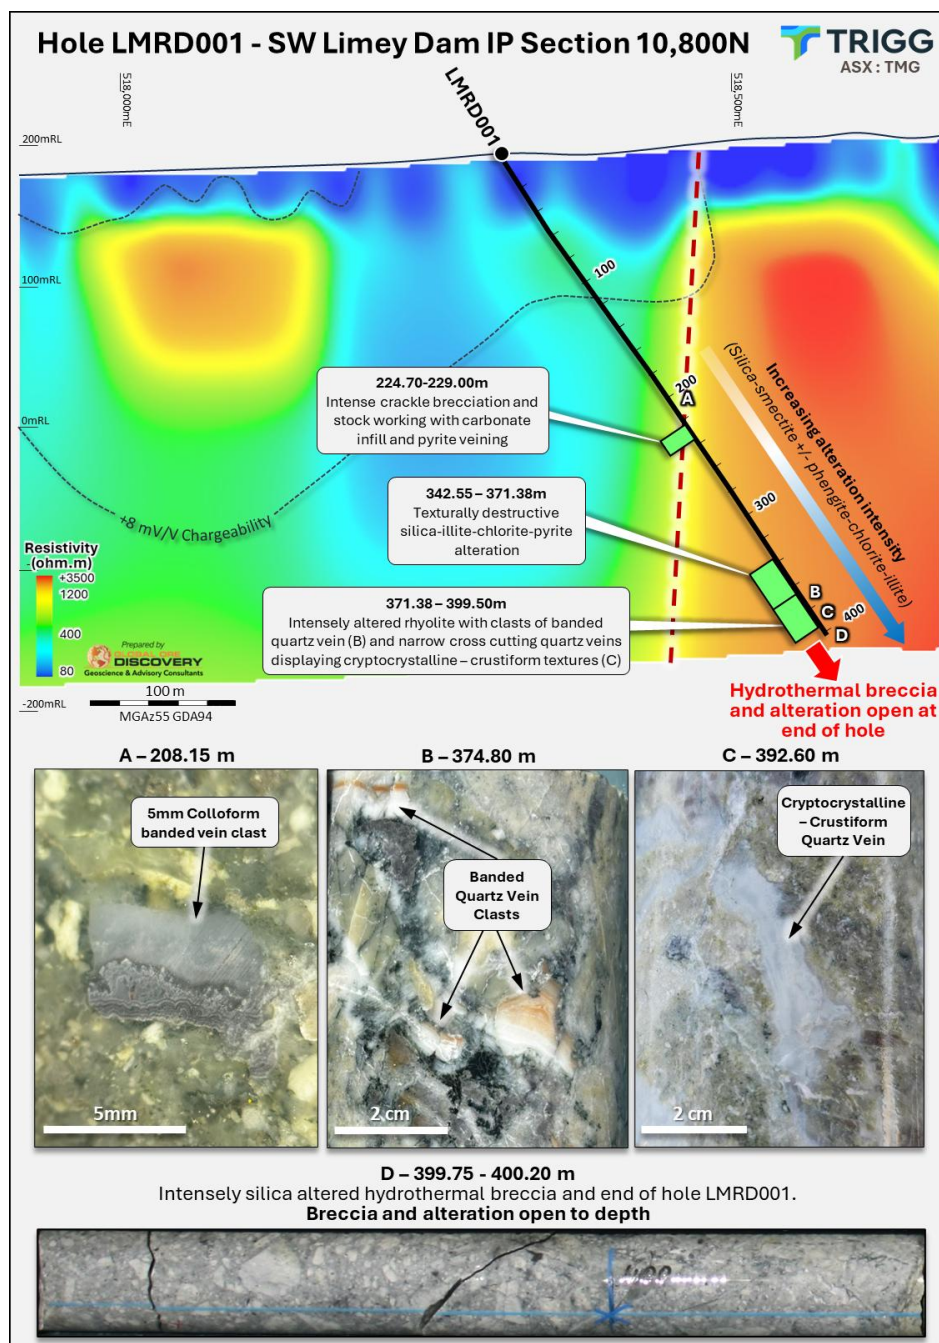 Hole LMRD001 - SW Limey Dam IP Section 10,800N
TRIGG
ASX : TMG
518,000mE
LMRD001
518,500mE
200mRL
100mRL
0mRL
-200mRL
100
200
300
400
A
B
C
D
224.70-229.00m
Intense crackle brecciation and
stock working with carbonate
infill and pyrite veining
342.55 – 371.38m
Texturally destructive
silica-illite-chlorite-pyrite
alteration
371.38 – 399.50m
Intensely altered rhyolite with clasts of banded
quartz vein (B) and narrow cross cutting quartz veins
displaying cryptocrystalline – crustiform textures (C)
Increasing alteration intensity
(Silica-smectite +/- phengite-chlorite-illite)
+8 mV/V Chargeability
Resistivity
(ohm.m)
+3500
1200
400
80
Prepared by
GLOBAL ORE
DISCOVERY
Geoscience & Advisory Consultants
100 m
MGAz55 GDA94
Hydrothermal breccia
and alteration open at
end of hole
A – 208.15 m
B – 374.80 m
C – 392.60 m
5mm Colloform
banded vein clast
5mm
Banded
Quartz Vein
Clasts
2 cm
Cryptocrystalline
– Crustiform
Quartz Vein
2 cm
D – 399.75 - 400.20 m
Intensely silica altered hydrothermal breccia and end of hole LMRD001.
Breccia and alteration open to depth
400